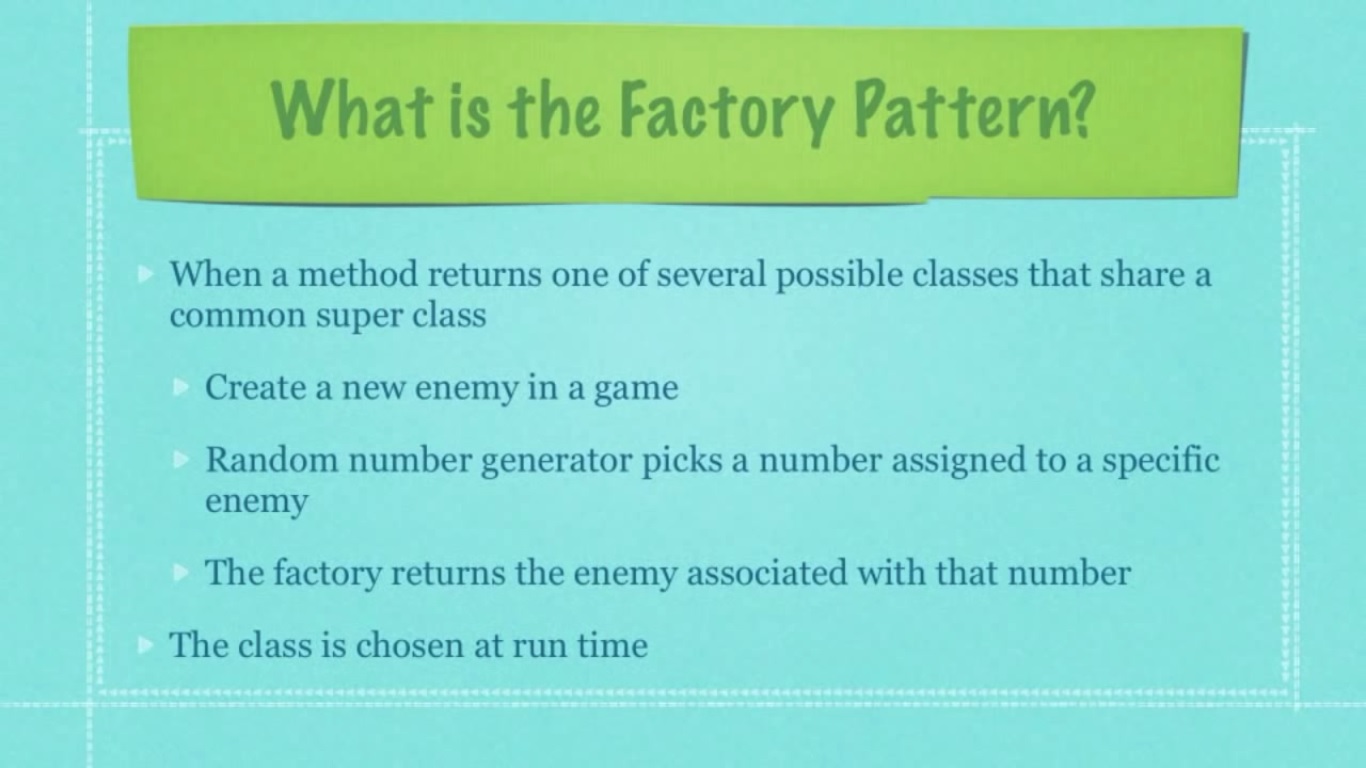 What is the Factory Pattern?
When a method returns one of several possible classes that share a
common super class
Create a new enemy in a game
Random number generator picks a number assigned to a specific
enemy
The factory returns the enemy associated with that number
The class is chosen at run time